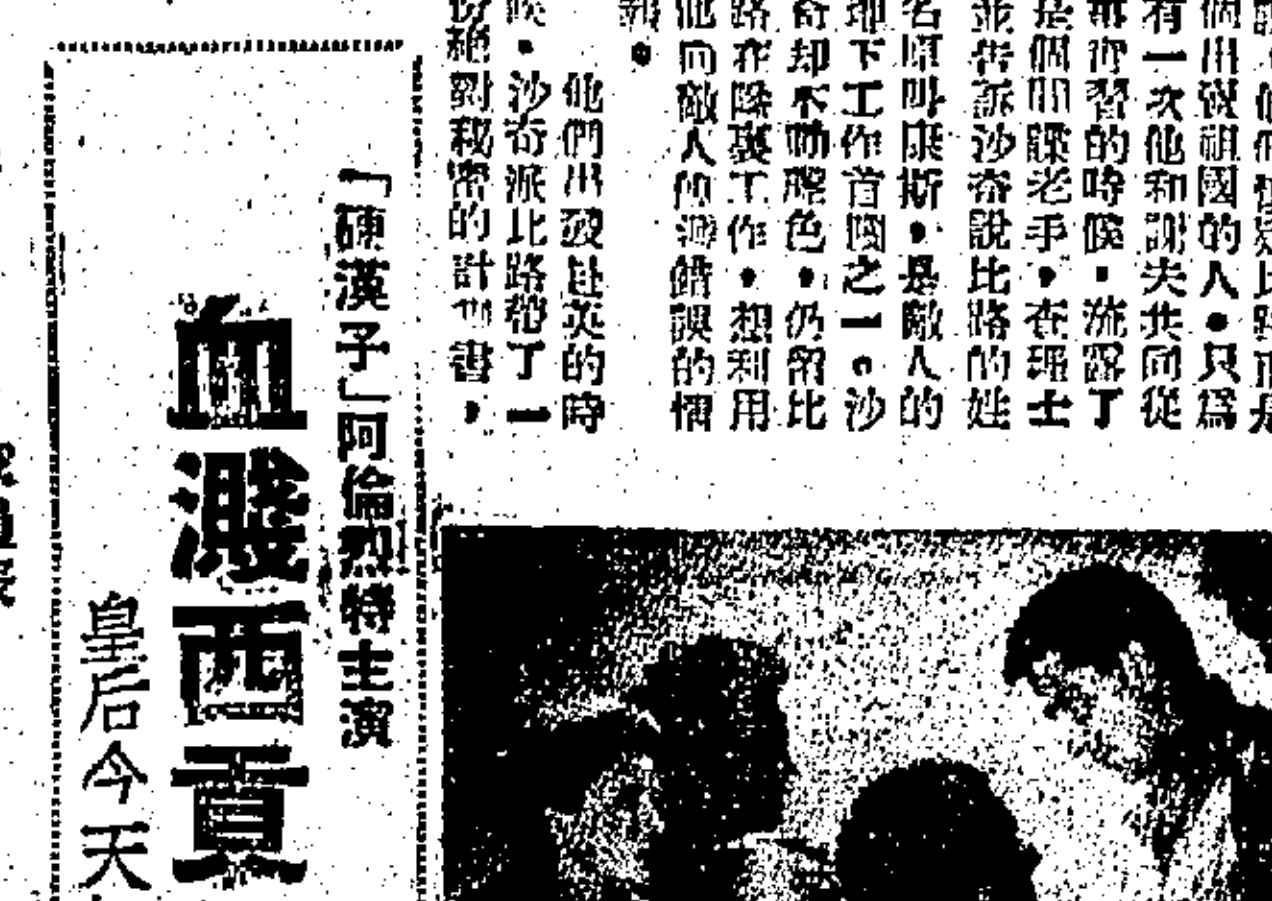 個出賣祖國的人。只爲
有一次他和謝夫共同從
習的時候,流露了
是個間諜老手,查理士
並告訴沙奇說比路的姓
名原叫康斯,是敵人的
地下工作首領之一。沙
奇却不動聲色,仍留比
路在隊裏工作,想利用
他向敵人傳遞錯誤的情
報。
他們出發赴英的時
候,沙奇派比路帶了一
份絕對秘密的計劃書,
「硬漢子」阿倫烈特主演
血濺西貢
皇后今天